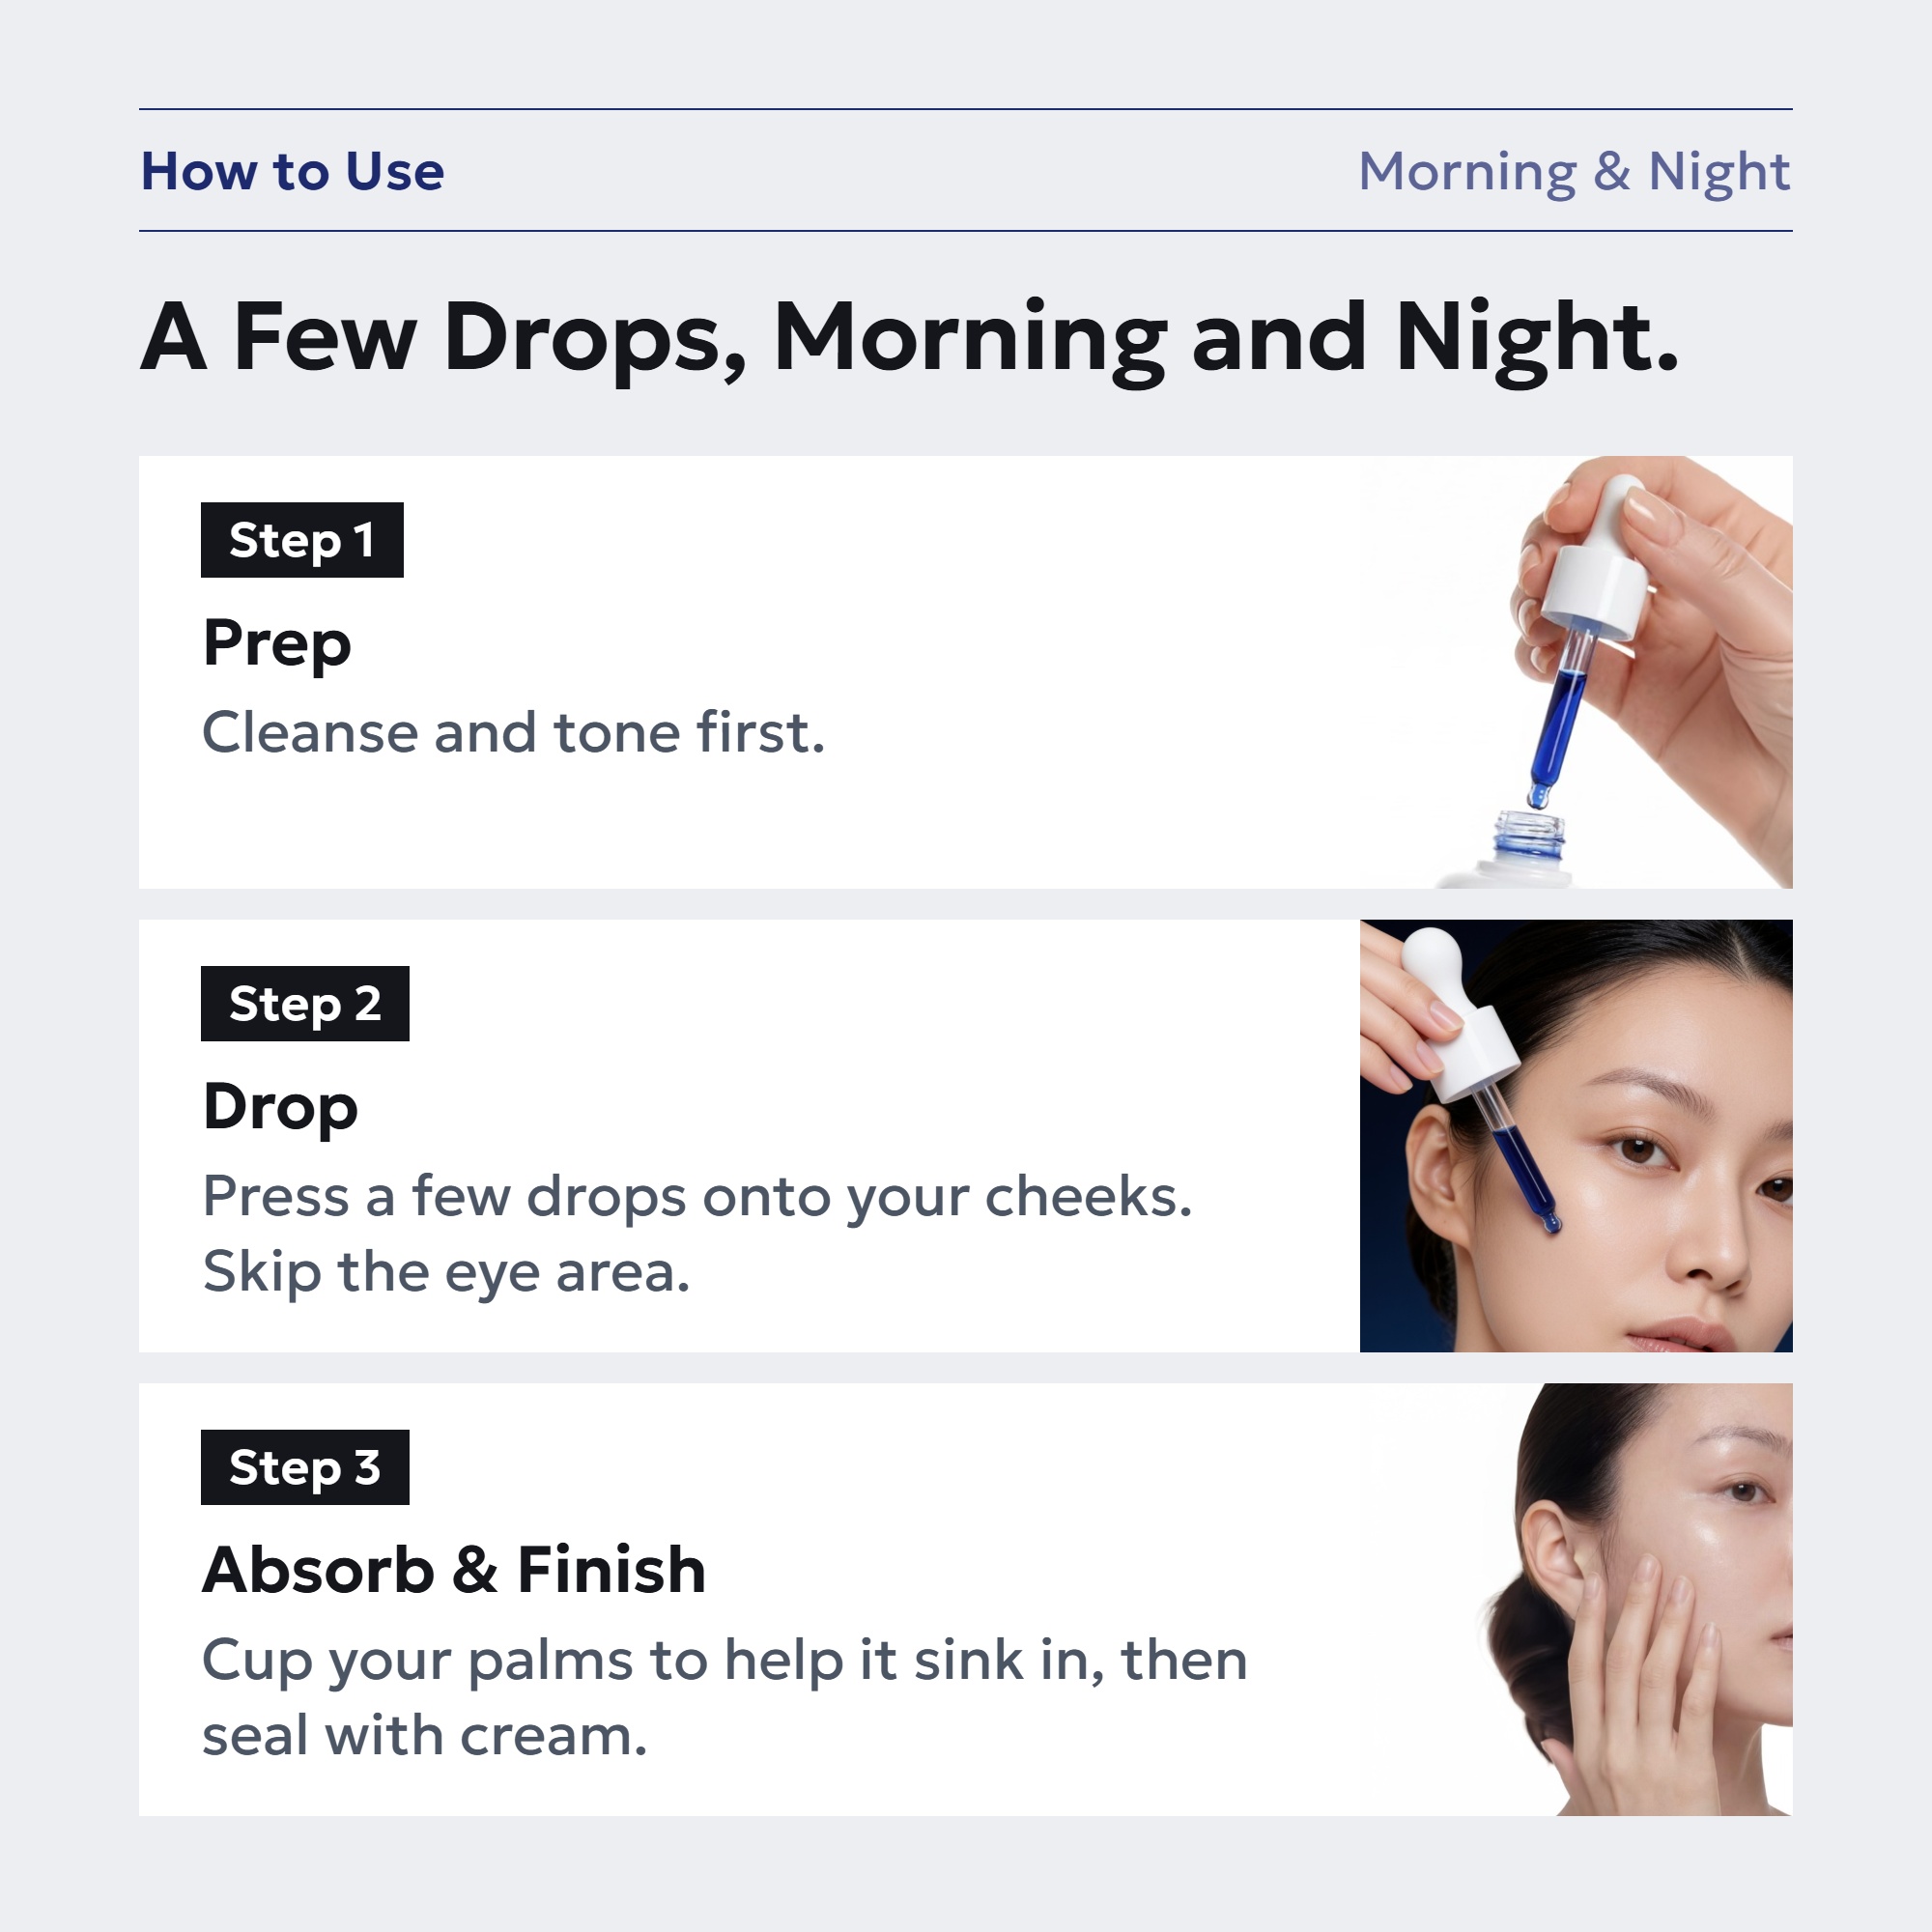 How to Use
Morning & Night
A Few Drops, Morning and Night.
Step 1
Prep
Cleanse and tone first.
Step 2
Drop
Press a few drops onto your cheeks.
Skip the eye area.
Step 3
Absorb & Finish
Cup your palms to help it sink in, then
seal with cream.